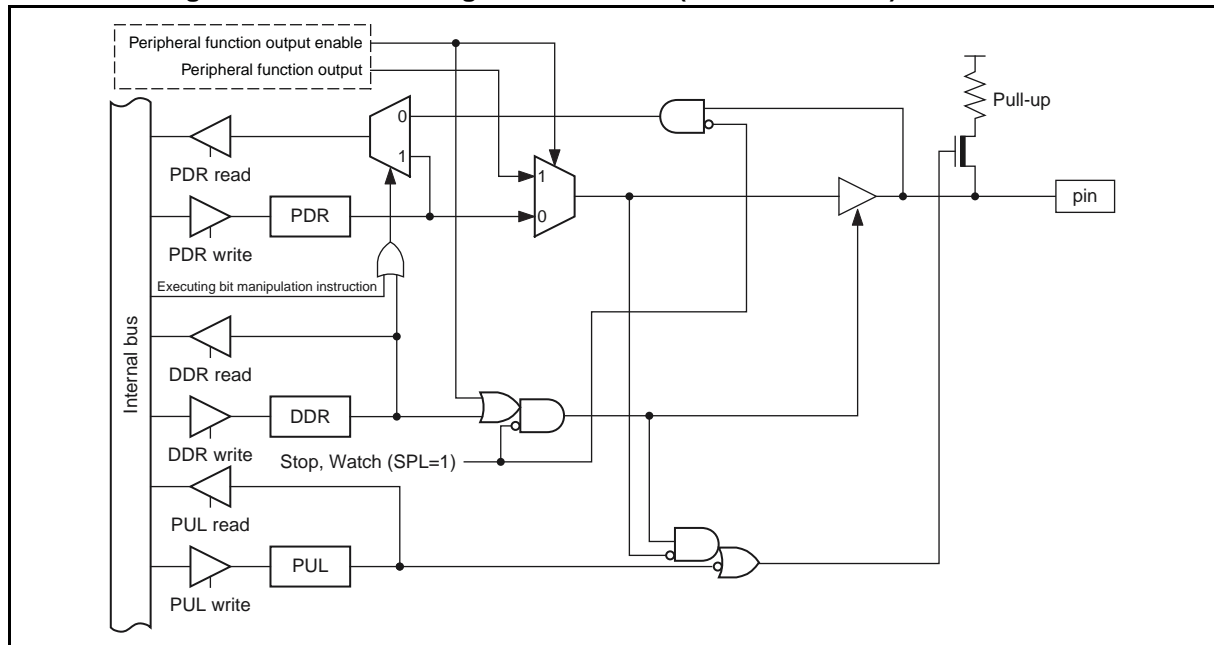 Peripheral function output enable
Peripheral function output
Pull-up
0
1
PDR read
1
0
pin
PDR
PDR write
Executing bit manipulation instruction
Internal bus
DDR read
DDR
DDR write
Stop, Watch (SPL=1)
PUL read
PUL
PUL write